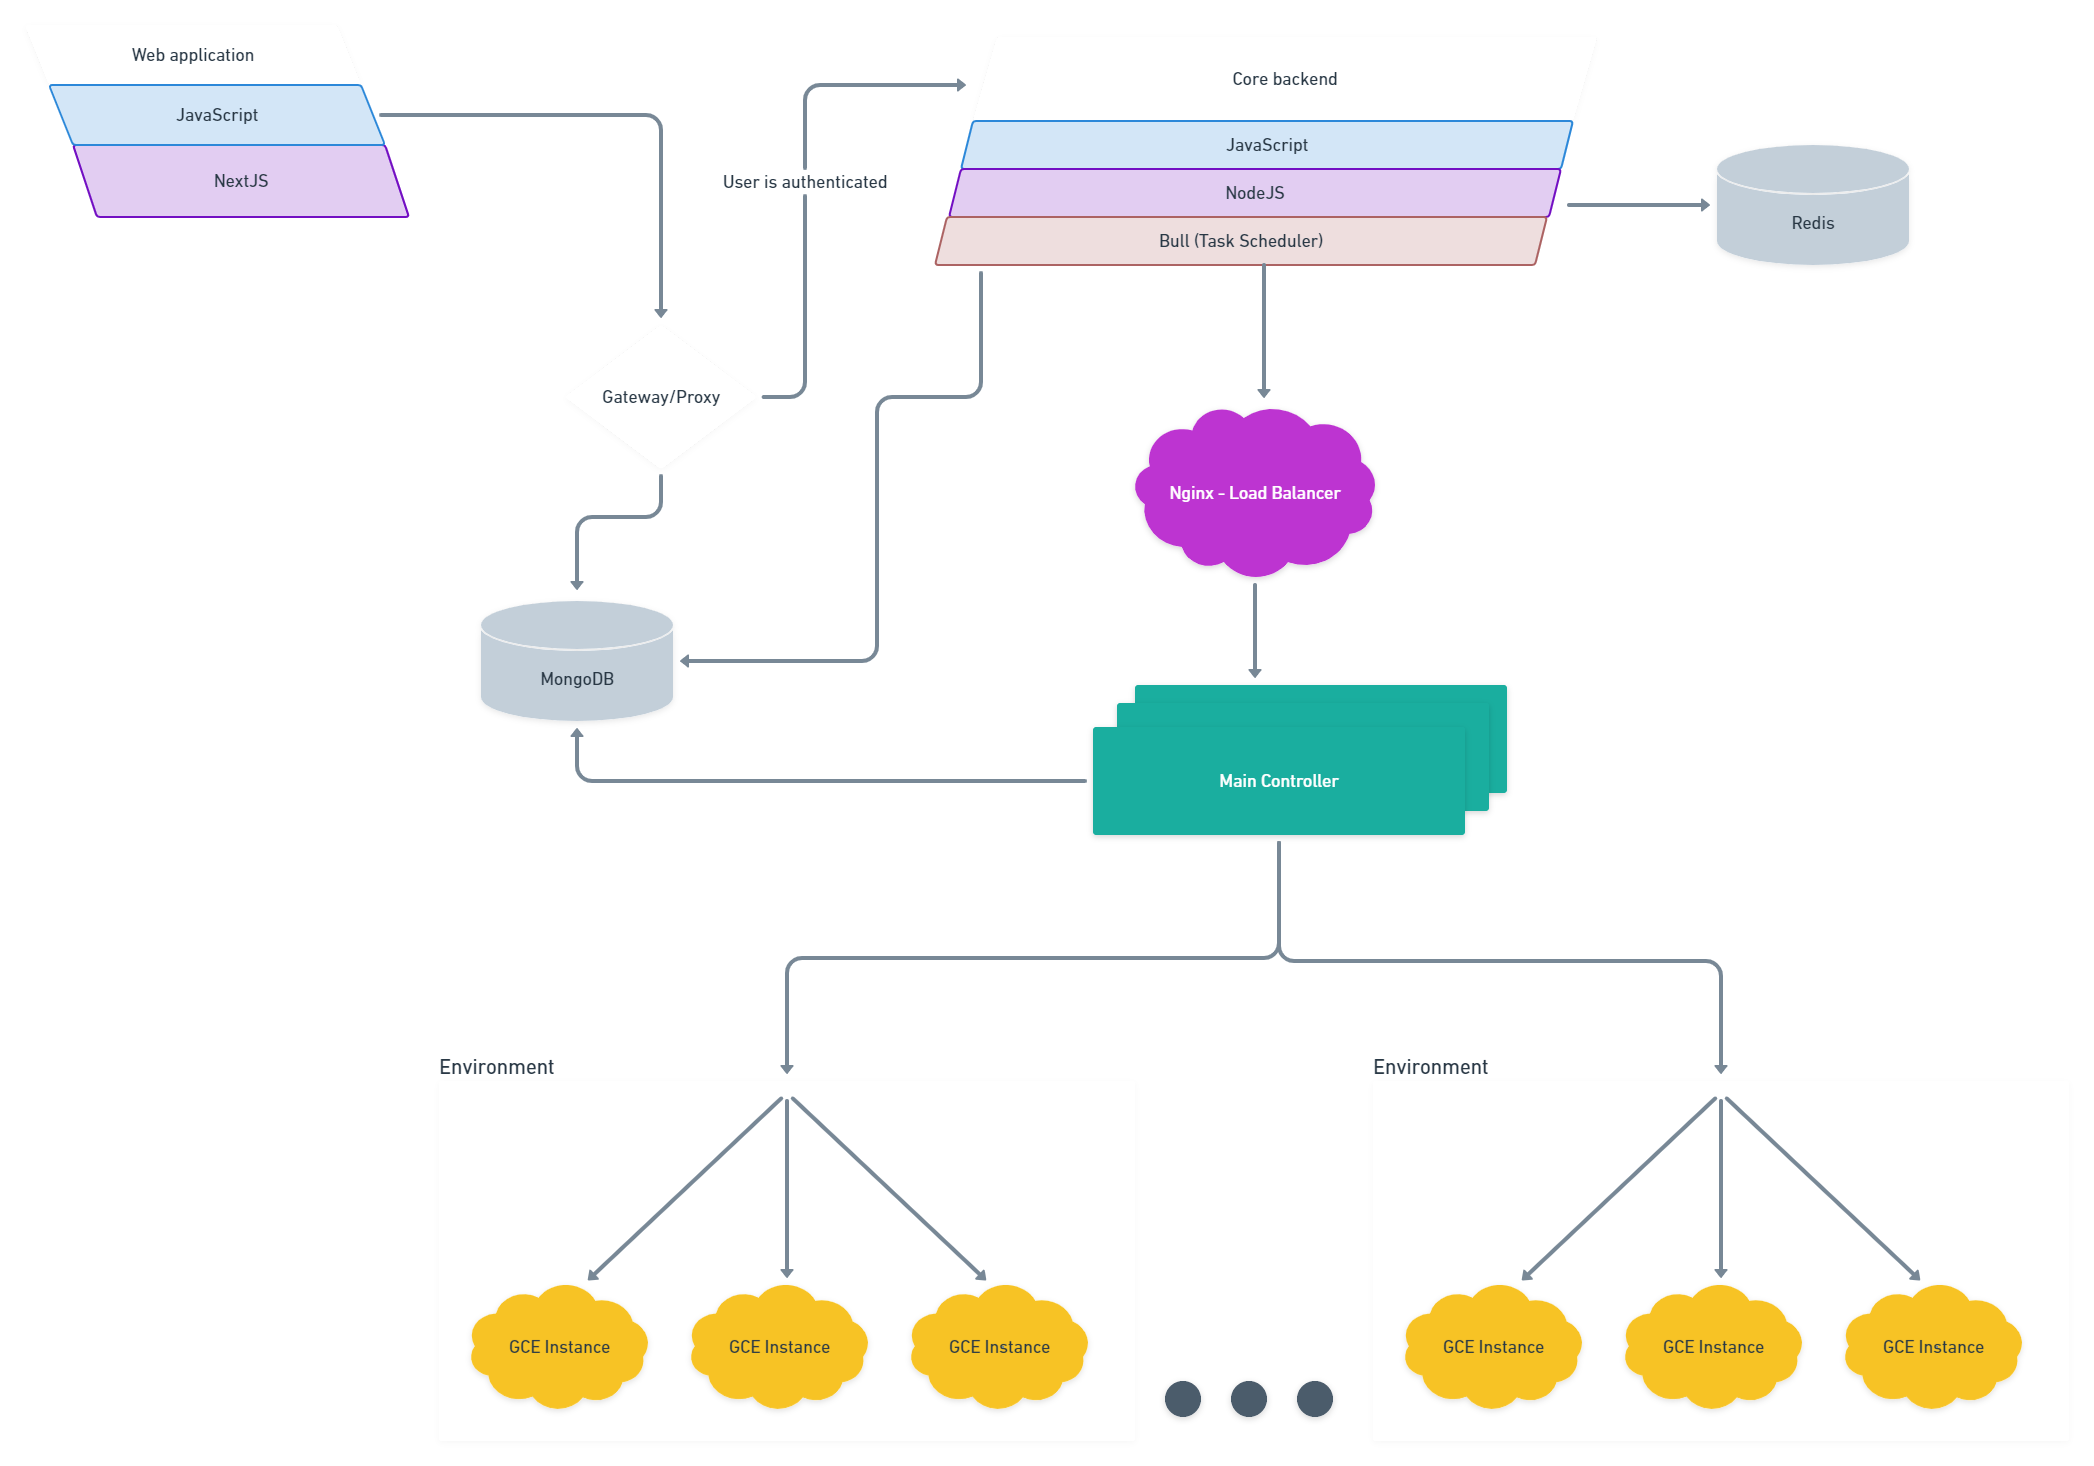 Web application
JavaScript
NextJS
User is authenticated
Core backend
JavaScript
NodeJS
Bull (Task Scheduler)
Redis
Gateway/Proxy
Nginx - Load Balancer
MongoDB
Main Controller
Environment
GCE Instance
GCE Instance
GCE Instance
Environment
GCE Instance
GCE Instance
GCE Instance